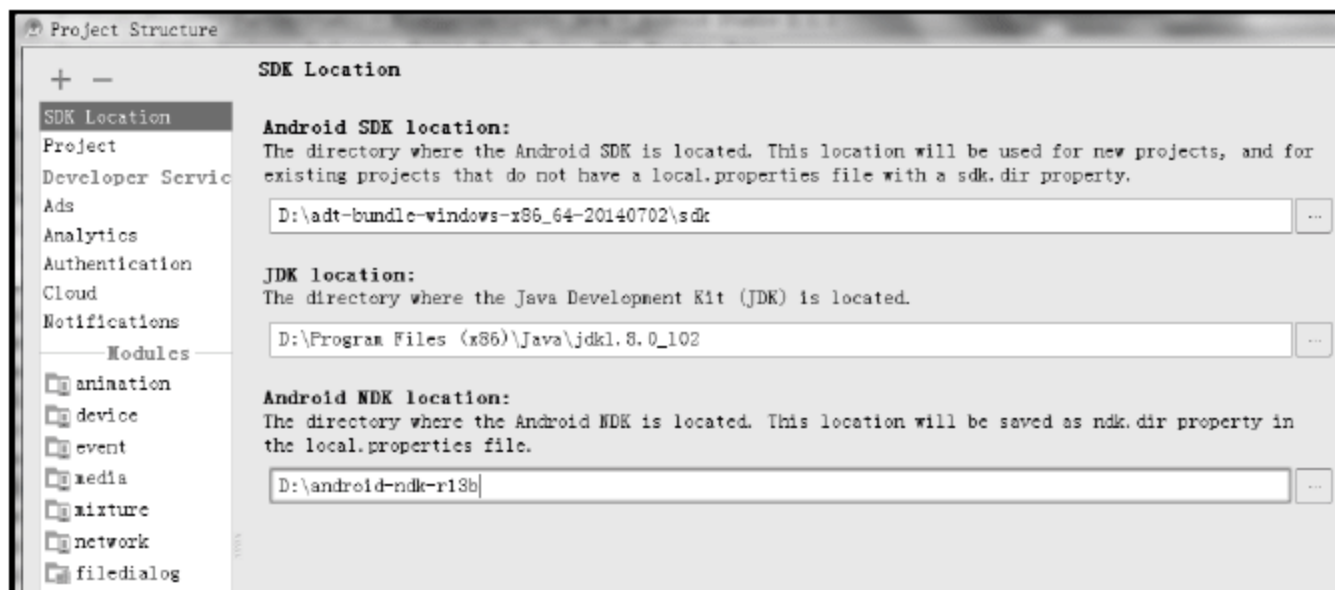 Project Structure
+ −
SDK Location
Project
Developer Servic
Ads
Analytics
Authentication
Cloud
Notifications
Modules
animation
device
event
media
mixture
network
filedialog
SDK Location
Android SDK location:
The directory where the Android SDK is located. This location will be used for new projects, and for
existing projects that do not have a local.properties file with a sdk.dir property.
D:\adt-bundle-windows-x86_64-20140702\sdk
...
JDK location:
The directory where the Java Development Kit (JDK) is located.
D:\Program Files (x86)\Java\jdk1.8.0_102
...
Android NDK location:
The directory where the Android NDK is located. This location will be saved as ndk.dir property in
the local.properties file.
D:\android-ndk-r13b
...